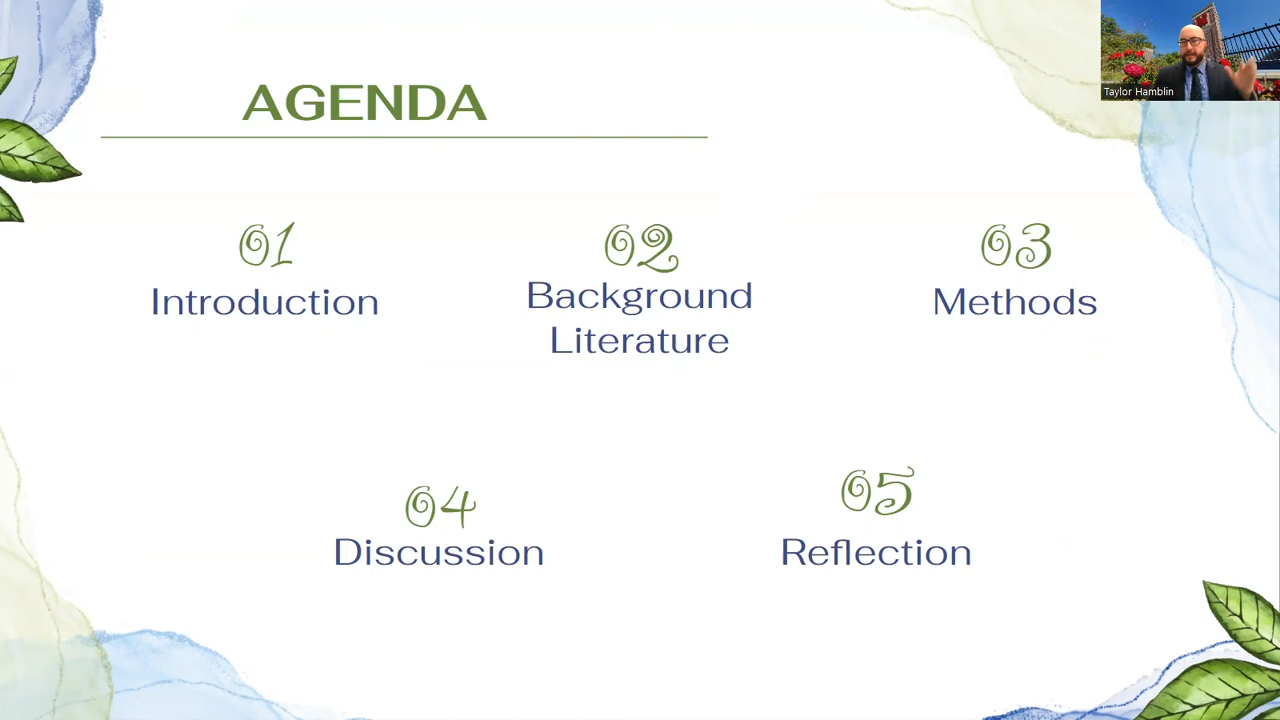 AGENDA
Taylor Hamblin
01
Introduction
02
Background
Literature
03
Methods
04
Discussion
05
Reflection